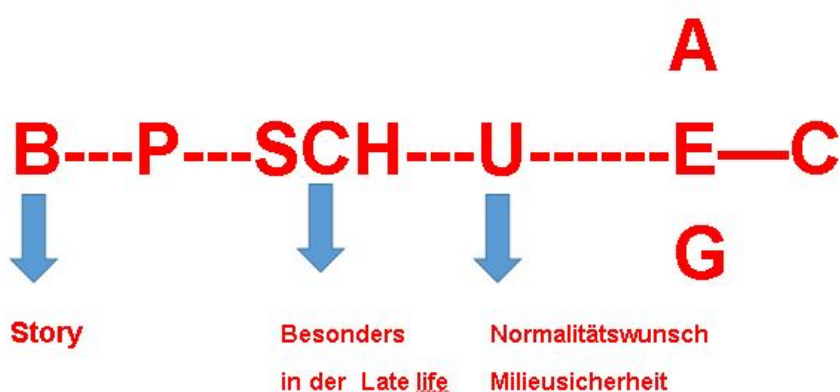 A
B---P---SCH---U------E—C
G
Story
Besonders
in der Late life
Normalitätswunsch
Milieusicherheit